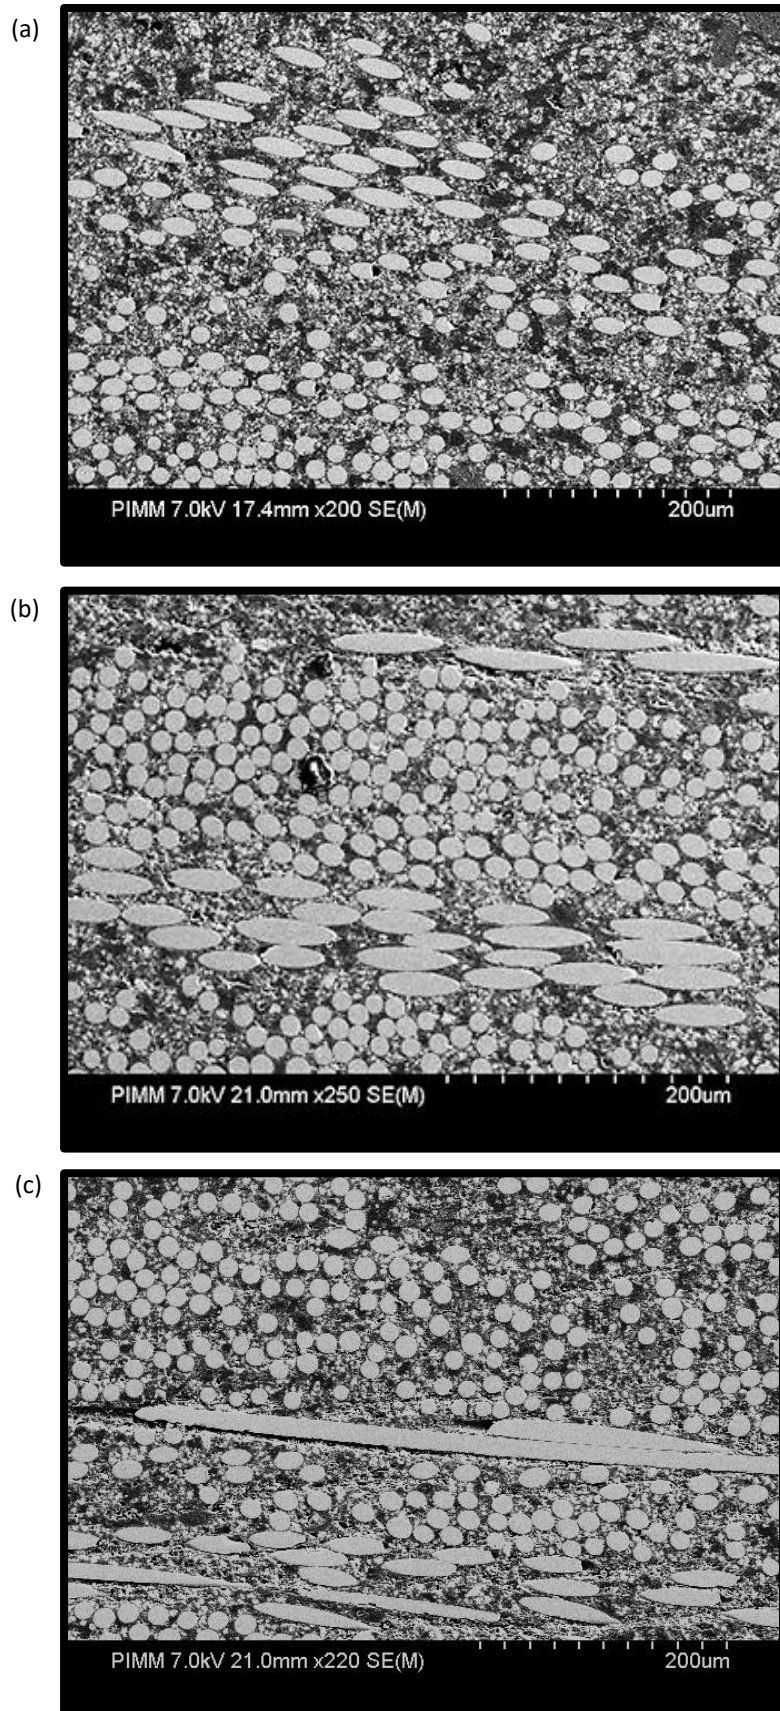 (a)
PIMM 7.0kV 17.4mm x200 SE(M) 200um
(b)
PIMM 7.0kV 21.0mm x250 SE(M) 200um
(c)
PIMM 7.0kV 21.0mm x220 SE(M) 200um